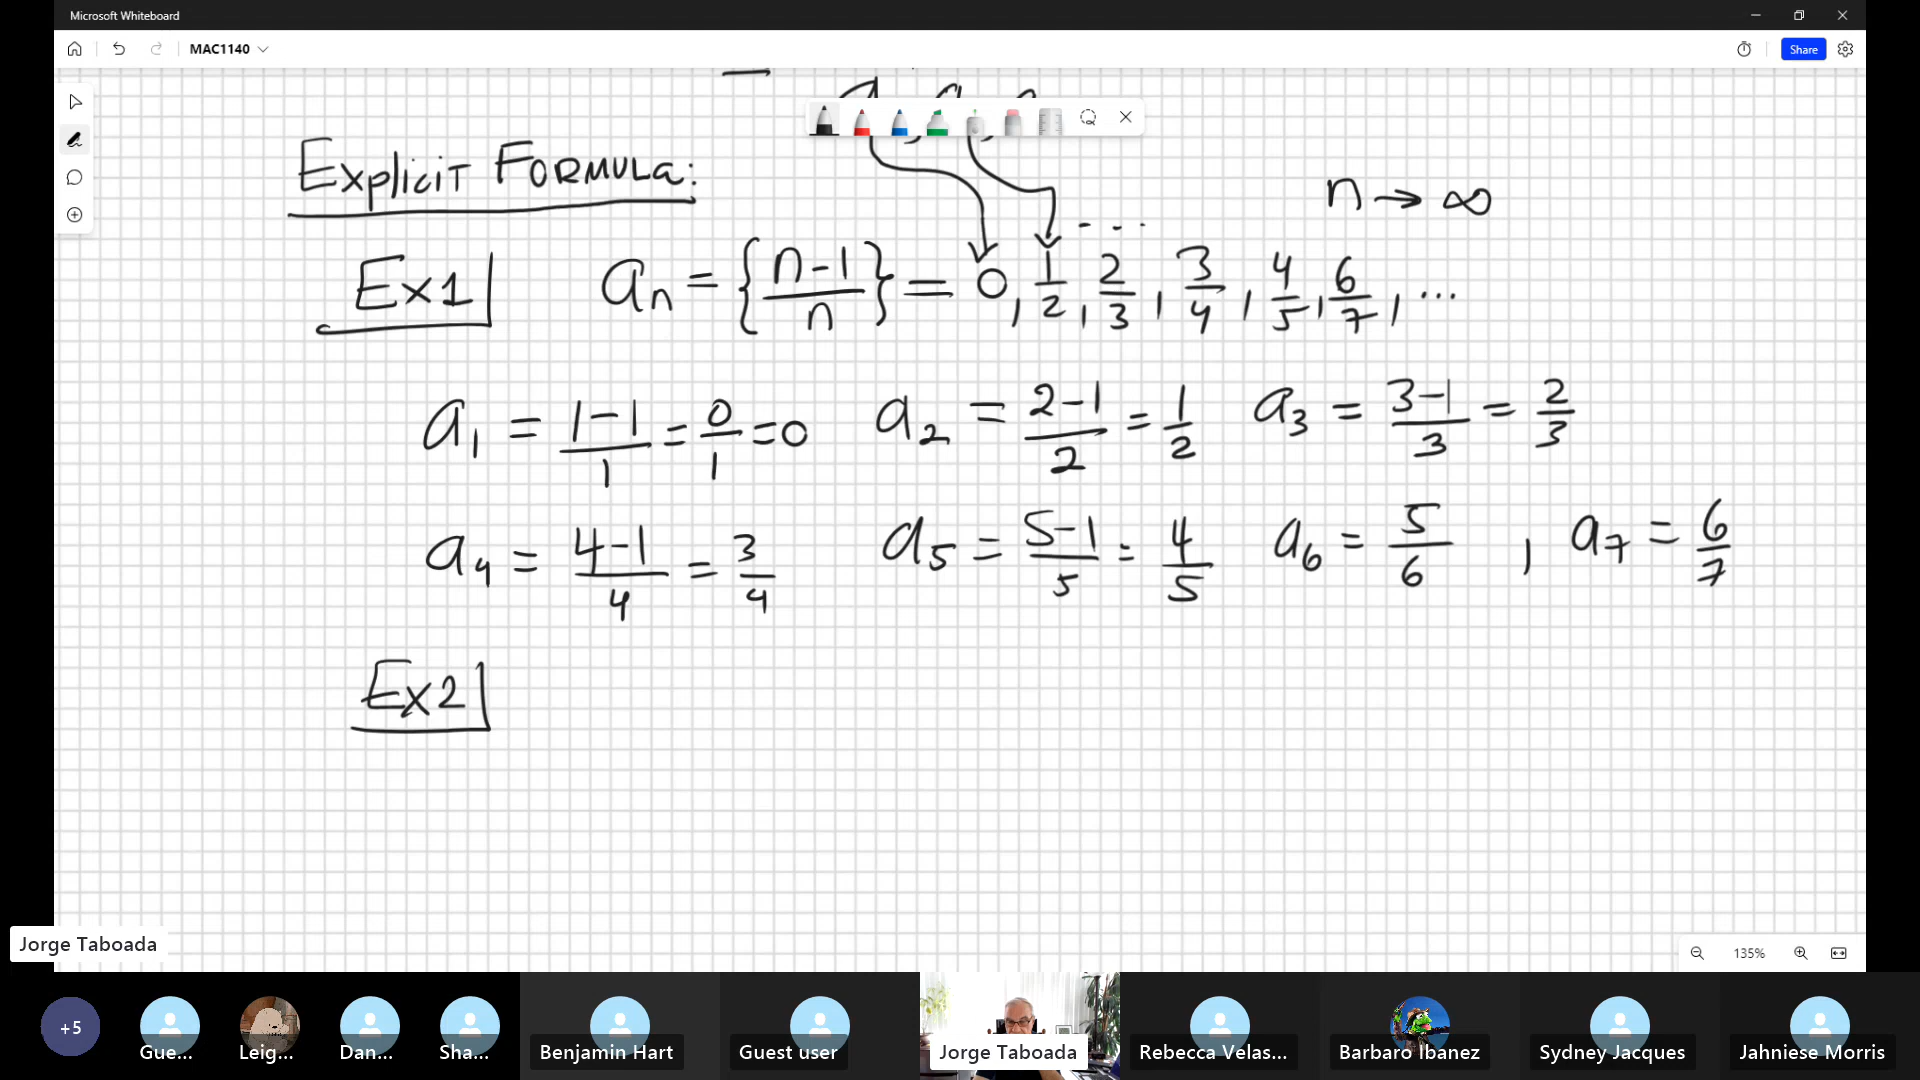 Microsoft Whiteboard
MAC1140
Share
Explicit Formula:
n → ∞
Ex1 aₙ = {(n-1)/n} = 0, 1/2, 2/3, 3/4, 4/5, 6/7, ...
a₁ = (1-1)/1 = 0/1 = 0 a₂ = (2-1)/2 = 1/2 a₃ = (3-1)/3 = 2/3
a₄ = (4-1)/4 = 3/4 a₅ = (5-1)/5 = 4/5 a₆ = 5/6 , a₇ = 6/7
Ex2
Jorge Taboada
135%
+5
Gue... Leig... Dan... Sha... Benjamin Hart Guest user Jorge Taboada Rebecca Velas... Barbaro Ibanez Sydney Jacques Jahniese Morris